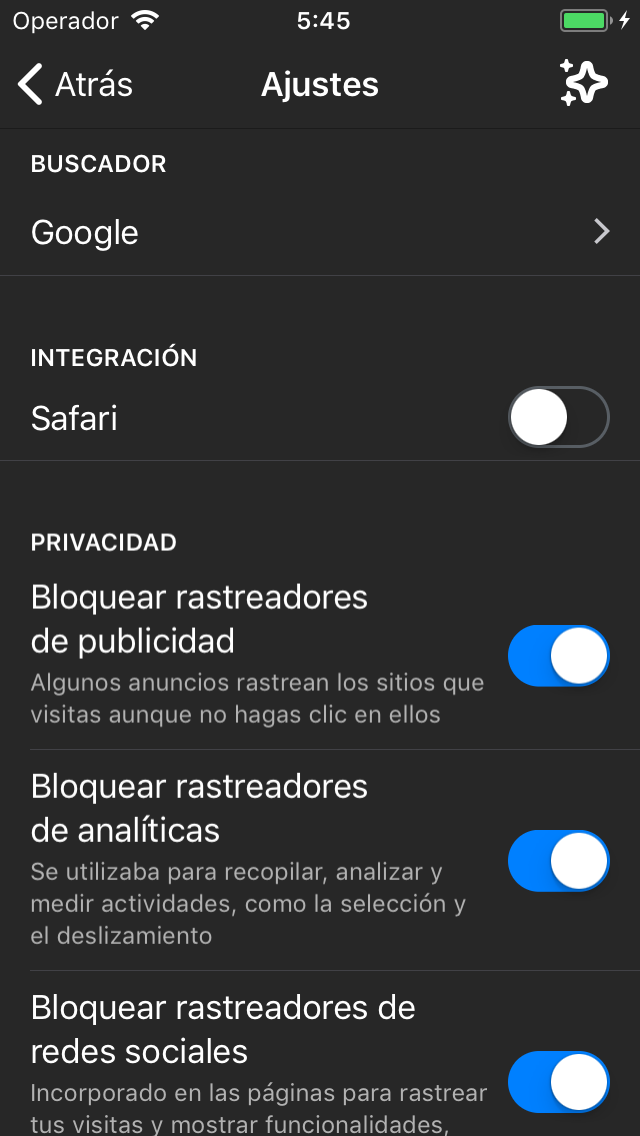 Operador
5:45
Atrás
Ajustes
BUSCADOR
Google
INTEGRACIÓN
Safari
PRIVACIDAD
Bloquear rastreadores
de publicidad
Algunos anuncios rastrean los sitios que
visitas aunque no hagas clic en ellos
Bloquear rastreadores
de analíticas
Se utilizaba para recopilar, analizar y
medir actividades, como la selección y
el deslizamiento
Bloquear rastreadores de
redes sociales
Incorporado en las páginas para rastrear
tus visitas y mostrar funcionalidades,